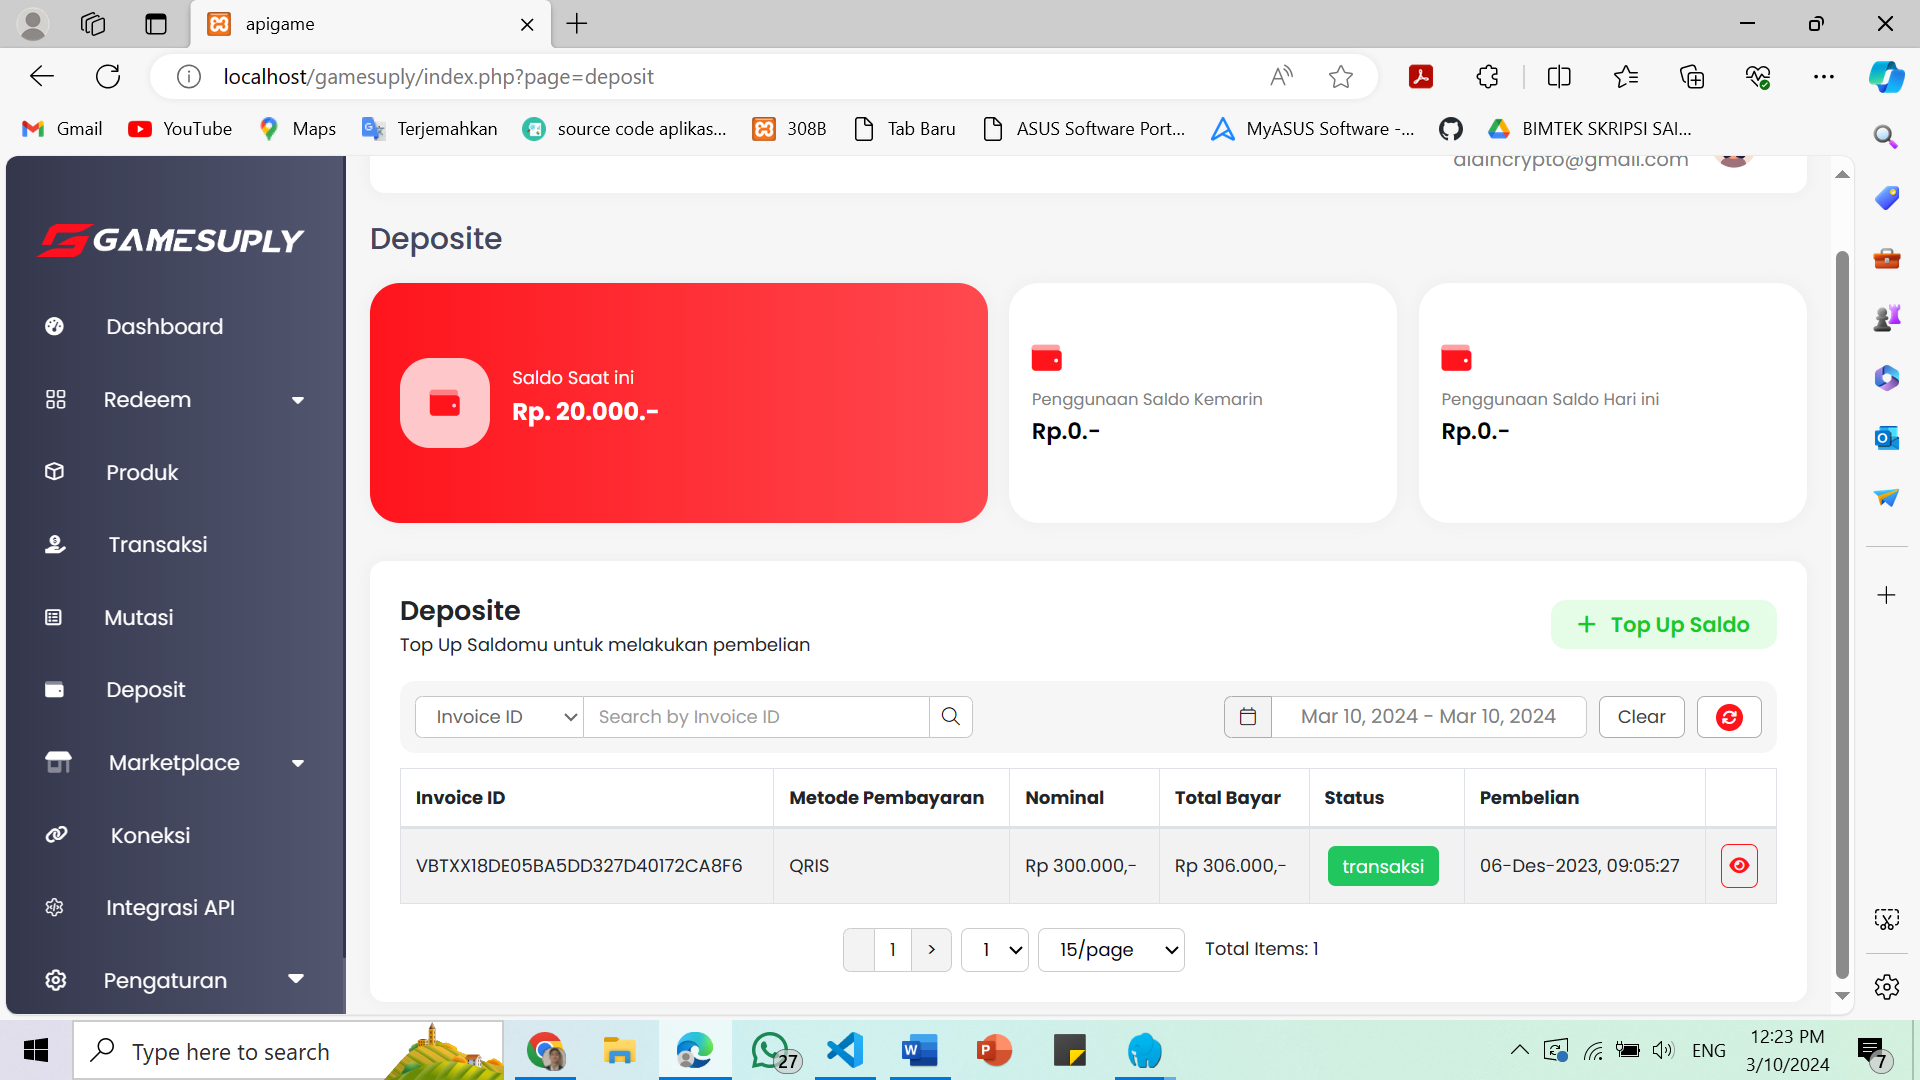 apigame
localhost/gamesuply/index.php?page=deposit
Gmail YouTube Maps Terjemahkan source code aplikas... 308B Tab Baru ASUS Software Port... MyASUS Software -... BIMTEK SKRIPSI SAI...
aldincrypto@gmail.com
GAMESUPLY
Dashboard
Redeem
Produk
Transaksi
Mutasi
Deposit
Marketplace
Koneksi
Integrasi API
Pengaturan
Deposite
Saldo Saat ini
Rp. 20.000.-
Penggunaan Saldo Kemarin
Rp.0.-
Penggunaan Saldo Hari ini
Rp.0.-
Deposite
Top Up Saldomu untuk melakukan pembelian
+ Top Up Saldo
Invoice ID Search by Invoice ID Mar 10, 2024 - Mar 10, 2024 Clear
Invoice ID Metode Pembayaran Nominal Total Bayar Status Pembelian
VBTXX18DE05BA5DD327D40172CA8F6 QRIS Rp 300.000,- Rp 306.000,- transaksi 06-Des-2023, 09:05:27
1 > 1 15/page Total Items: 1
Type here to search
27
ENG
12:23 PM
3/10/2024
7